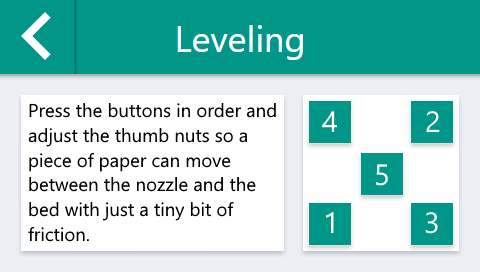 Leveling
Press the buttons in order and
adjust the thumb nuts so a
piece of paper can move
between the nozzle and the
bed with just a tiny bit of
friction.
4 2
5
1 3